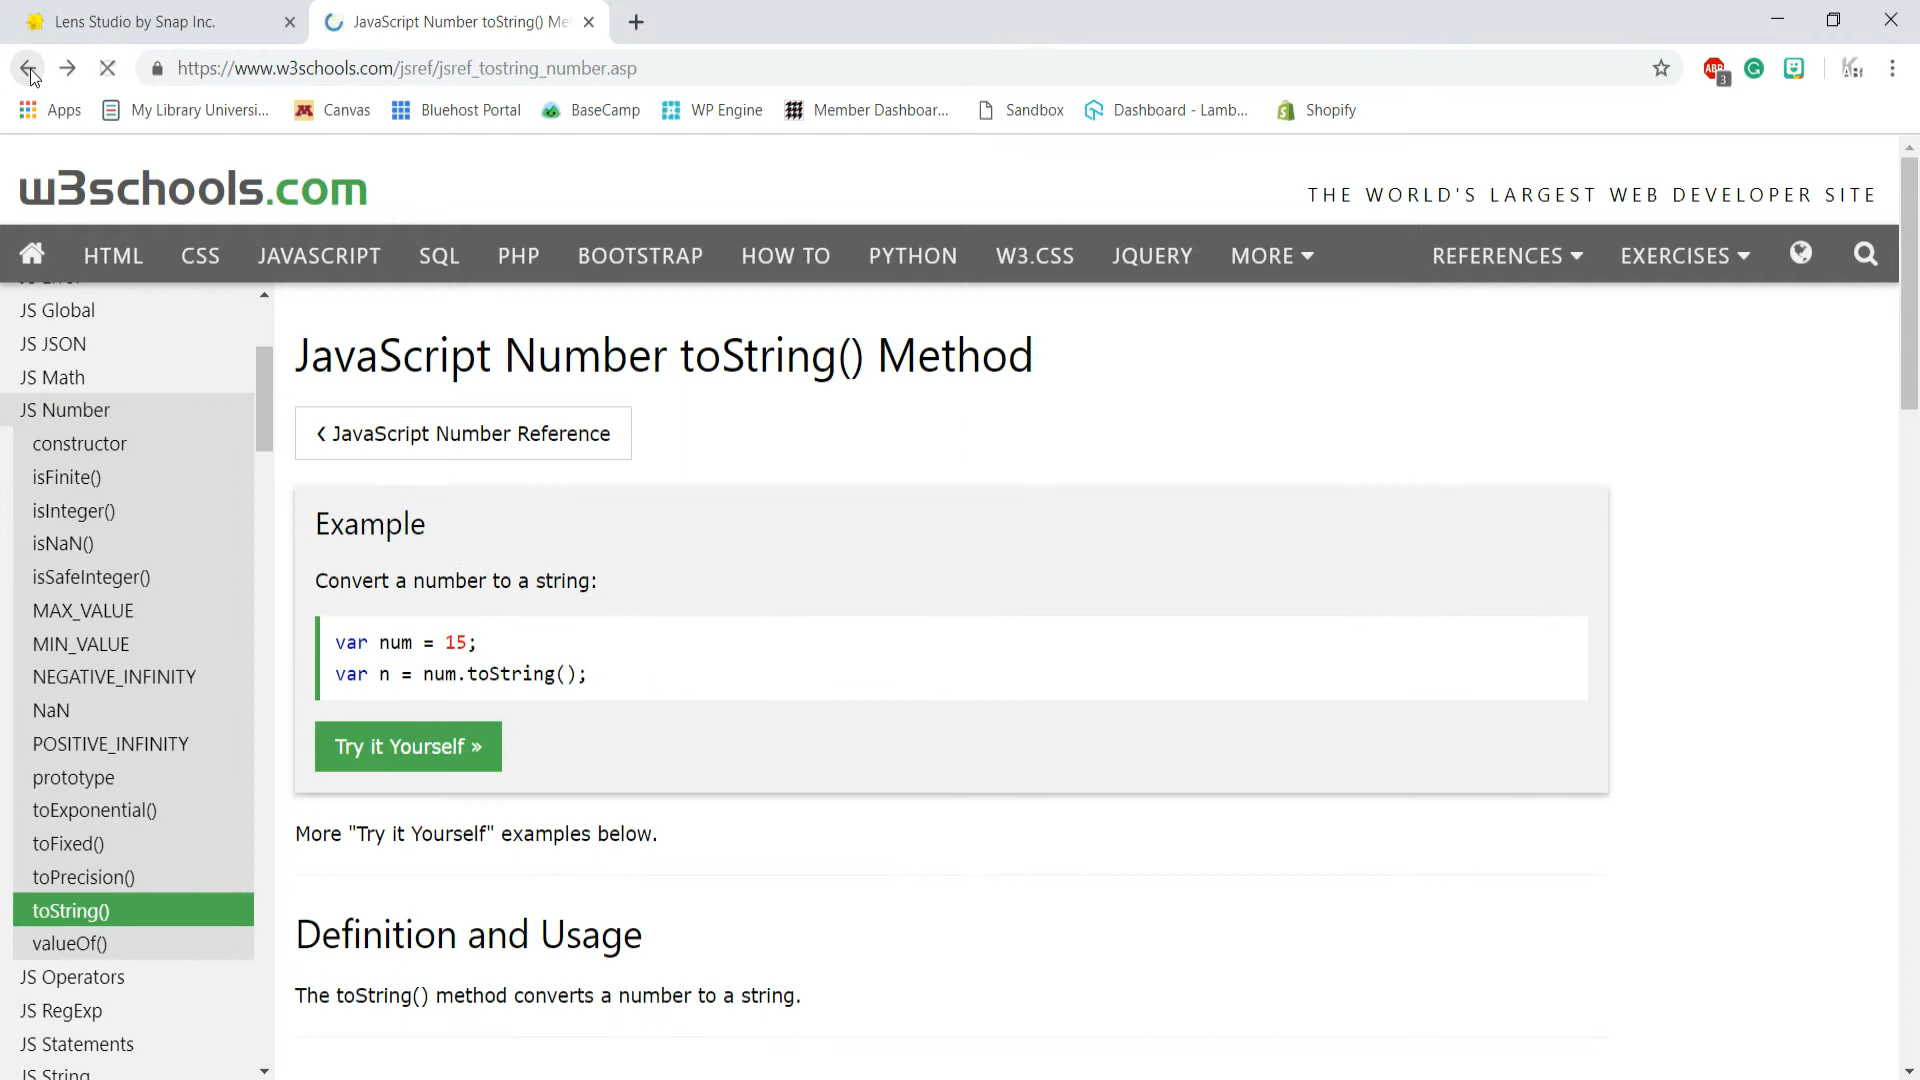 Lens Studio by Snap Inc.
JavaScript Number toString() Me
https://www.w3schools.com/jsref/jsref_tostring_number.asp
ABP
3
Apps
My Library Universi...
Canvas
Bluehost Portal
BaseCamp
WP Engine
Member Dashboar...
Sandbox
Dashboard - Lamb...
Shopify
w3schools.com
THE WORLD'S LARGEST WEB DEVELOPER SITE
HTML
CSS
JAVASCRIPT
SQL
PHP
BOOTSTRAP
HOW TO
PYTHON
W3.CSS
JQUERY
MORE
REFERENCES
EXERCISES
JS Error
JS Global
JS JSON
JS Math
JS Number
constructor
isFinite()
isInteger()
isNaN()
isSafeInteger()
MAX_VALUE
MIN_VALUE
NEGATIVE_INFINITY
NaN
POSITIVE_INFINITY
prototype
toExponential()
toFixed()
toPrecision()
toString()
valueOf()
JS Operators
JS RegExp
JS Statements
JS String
JavaScript Number toString() Method
❮ JavaScript Number Reference
Example
Convert a number to a string:
var num = 15;
var n = num.toString();
Try it Yourself »
More "Try it Yourself" examples below.
Definition and Usage
The toString() method converts a number to a string.